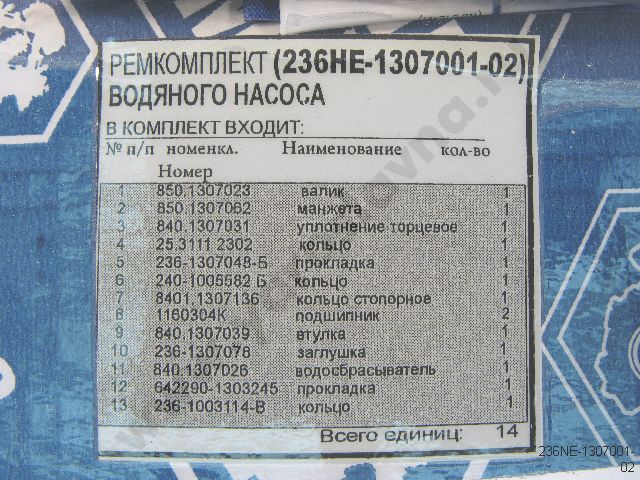 РЕМКОМПЛЕКТ (236НЕ-1307001-02)
ВОДЯНОГО НАСОСА
В КОМПЛЕКТ ВХОДИТ:
№ п/п номенкл. Наименование кол-во
Номер
1 850.1307023 валик 1
2 850.1307062 манжета 1
3 840.1307031 уплотнение торцевое 1
4 25.3111 2302 кольцо 1
5 236-1307048-Б прокладка 1
6 240-1005582 Б кольцо 1
7 8401.1307136 кольцо стопорное 1
8 1160304К подшипник 2
9 840.1307039 втулка 1
10 236-1307078 заглушка 1
11 840.1307026 водосбрасыватель 1
12 642290-1303245 прокладка 1
13 236-1003114-В кольцо 1
Всего единиц: 14
236NE-1307001-
02